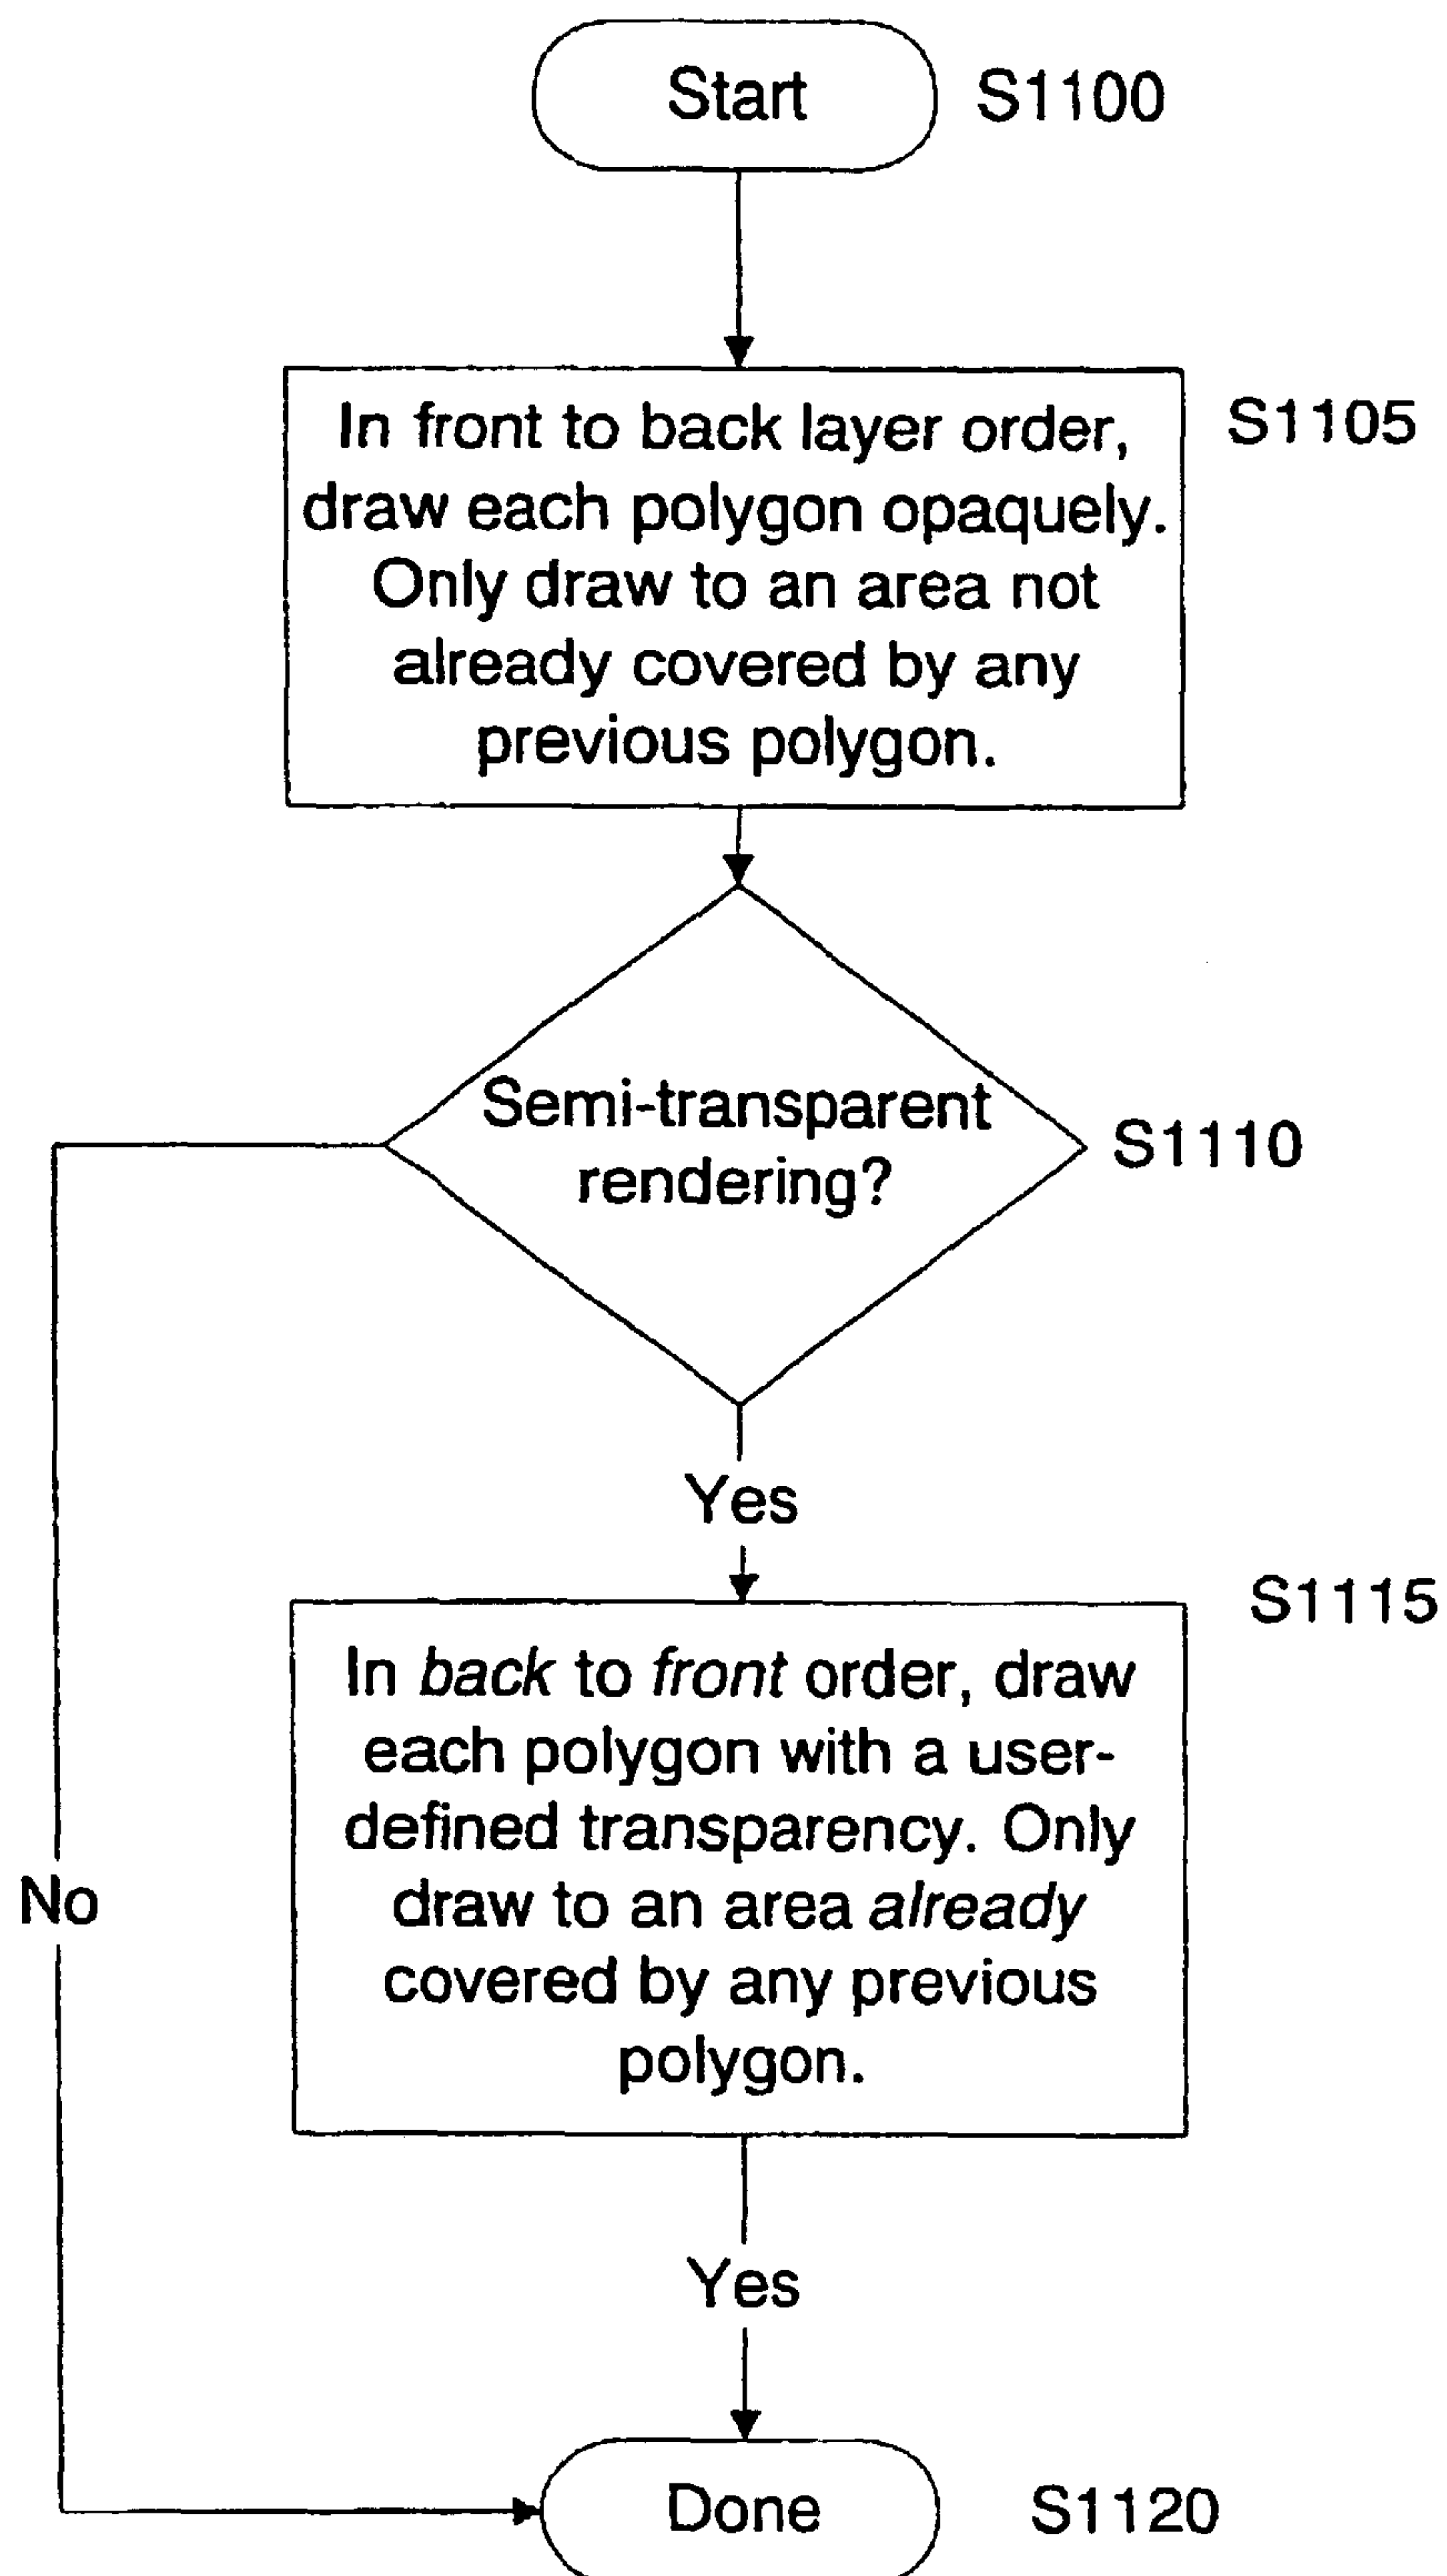 Start
S1100
In front to back layer order,
draw each polygon opaquely.
Only draw to an area not
already covered by any
previous polygon.
S1105
Semi-transparent
rendering?
S1110
Yes
S1115
In back to front order, draw
each polygon with a user-
defined transparency. Only
draw to an area already
covered by any previous
polygon.
No
Yes
Done
S1120